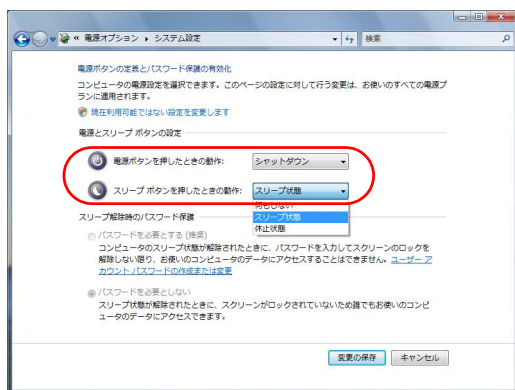 « 電源オプション ▸ システム設定
検索
電源ボタンの定義とパスワード保護の有効化
コンピュータの電源設定を選択できます。このページの設定に対して行う変更は、お使いのすべての電源プ
ランに適用されます。
現在利用可能ではない設定を変更します
電源とスリープ ボタンの設定
電源ボタンを押したときの動作: シャットダウン
スリープ ボタンを押したときの動作: スリープ状態
何もしない
スリープ状態
休止状態
スリープ解除時のパスワード保護
パスワードを必要とする (推奨)
コンピュータのスリープ状態が解除されたときに、パスワードを入力してスクリーンのロックを
解除しない限り、お使いのコンピュータのデータにアクセスすることはできません。ユーザー ア
カウント パスワードの作成または変更
パスワードを必要としない
スリープ状態が解除されたときに、スクリーンがロックされていないため誰でもお使いのコンピ
ュータのデータにアクセスできます。
変更の保存 キャンセル